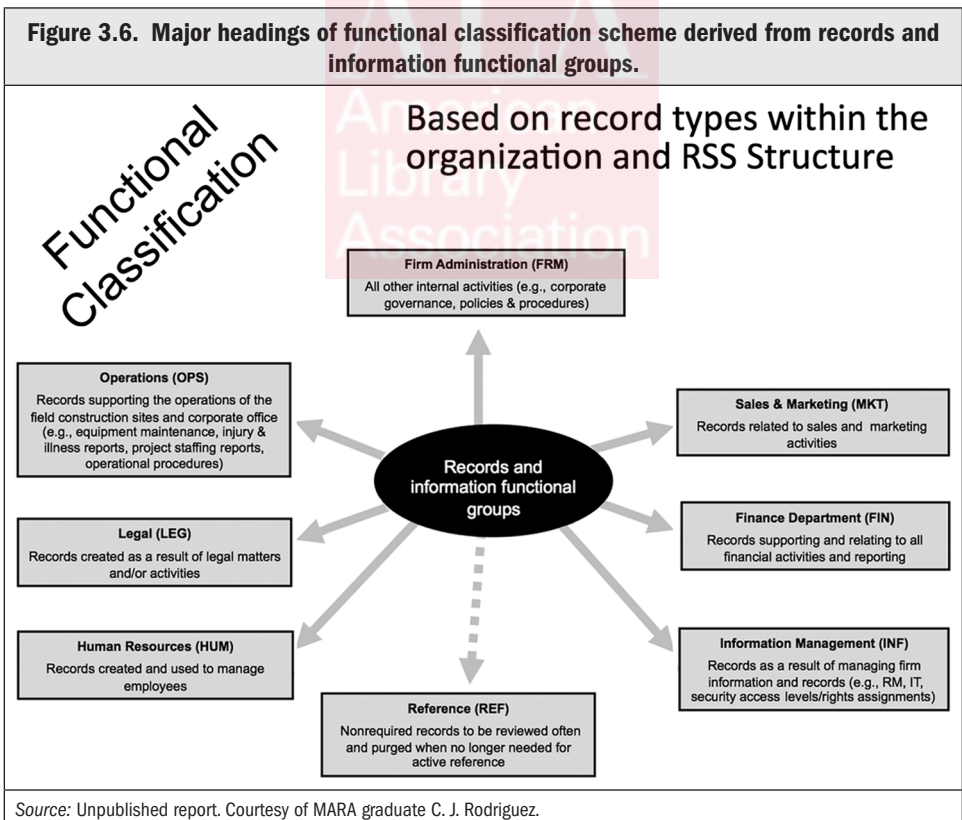 Figure 3.6. Major headings of functional classification scheme derived from records and
information functional groups.
ALA
American
Library
Association
Functional
Classification
Based on record types within the
organization and RSS Structure
Firm Administration (FRM)
All other internal activities (e.g., corporate
governance, policies & procedures)
Operations (OPS)
Records supporting the operations of the
field construction sites and corporate office
(e.g., equipment maintenance, injury &
illness reports, project staffing reports,
operational procedures)
Sales & Marketing (MKT)
Records related to sales and marketing
activities
Records and
information functional
groups
Legal (LEG)
Records created as a result of legal matters
and/or activities
Finance Department (FIN)
Records supporting and relating to all
financial activities and reporting
Human Resources (HUM)
Records created and used to manage
employees
Information Management (INF)
Records as a result of managing firm
information and records (e.g., RM, IT,
security access levels/rights assignments)
Reference (REF)
Nonrequired records to be reviewed often
and purged when no longer needed for
active reference
Source: Unpublished report. Courtesy of MARA graduate C. J. Rodriguez.